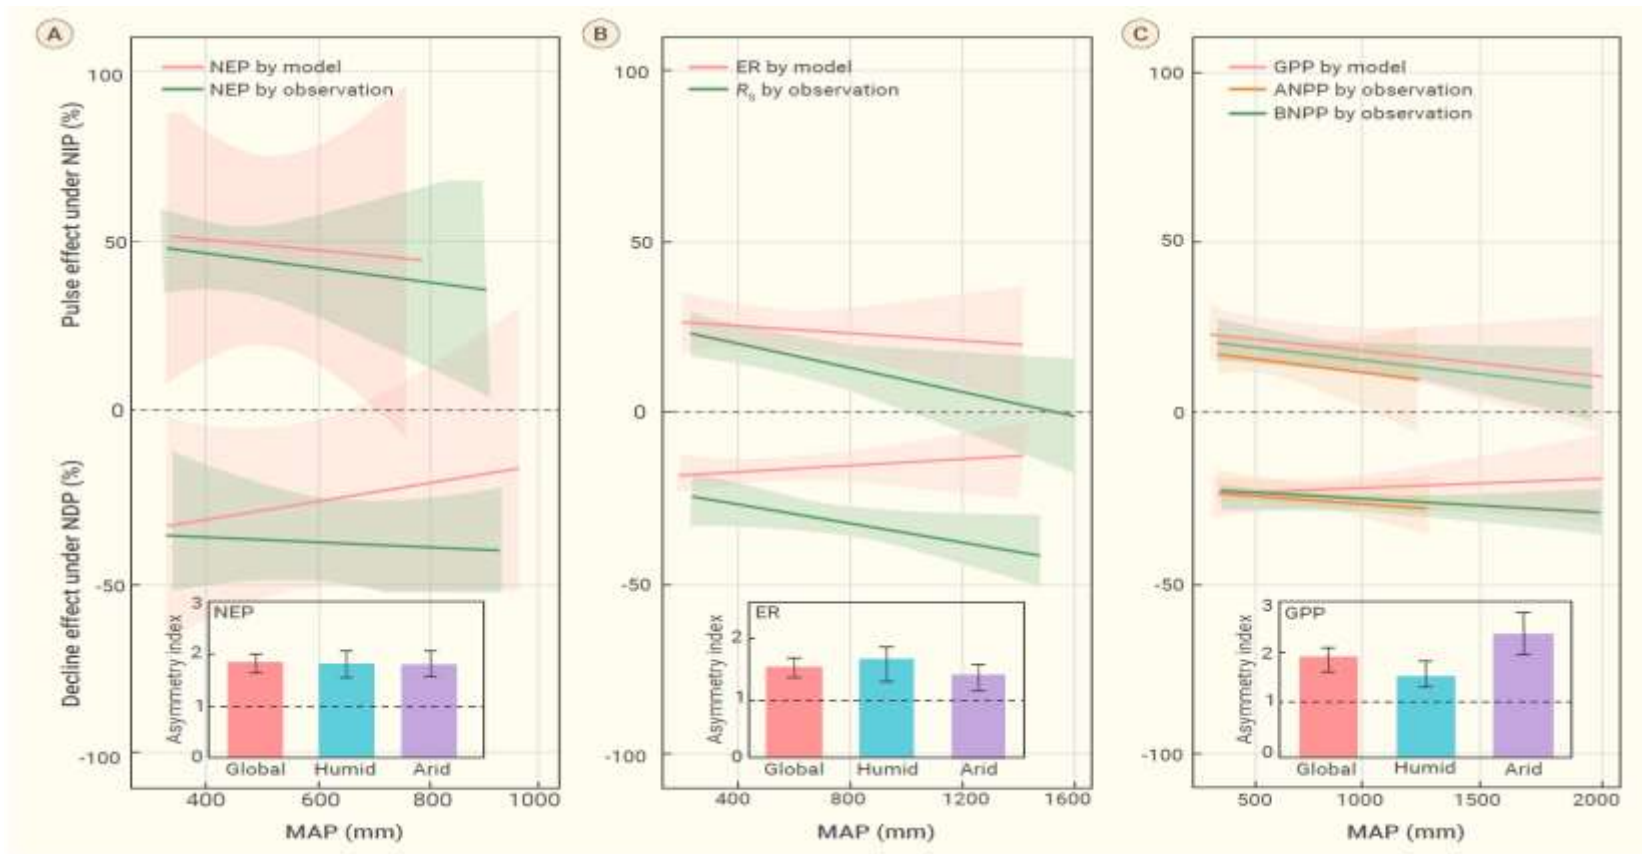 A
Pulse effect under NIP (%)
Decline effect under NDP (%)
100
50
0
-50
-100
NEP by model
NEP by observation
NEP
Asymmetry index
3
2
1
0
Global Humid Arid
400 600 800 1000
MAP (mm)
B
100
50
0
-50
-100
ER by model
Rs by observation
ER
Asymmetry index
2
1
0
Global Humid Arid
400 800 1200 1600
MAP (mm)
C
100
50
0
-50
-100
GPP by model
ANPP by observation
BNPP by observation
GPP
Asymmetry index
3
2
1
0
Global Humid Arid
500 1000 1500 2000
MAP (mm)